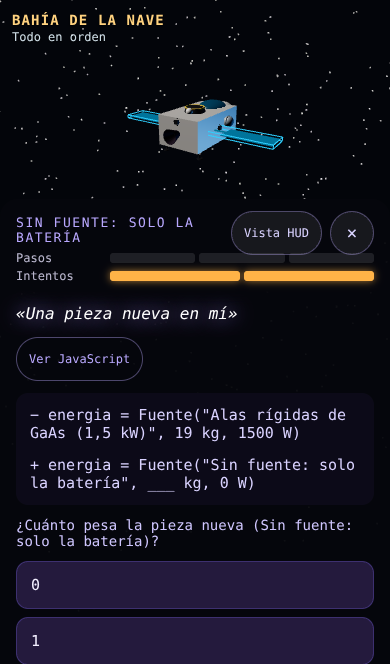 BAHÍA DE LA NAVE
Todo en orden
SIN FUENTE: SOLO LA
BATERÍA
Vista HUD
×
Pasos
Intentos
«Una pieza nueva en mí»
Ver JavaScript
− energia = Fuente("Alas rígidas de
GaAs (1,5 kW)", 19 kg, 1500 W)
+ energia = Fuente("Sin fuente: solo
la batería", ___ kg, 0 W)
¿Cuánto pesa la pieza nueva (Sin fuente:
solo la batería)?
0
1